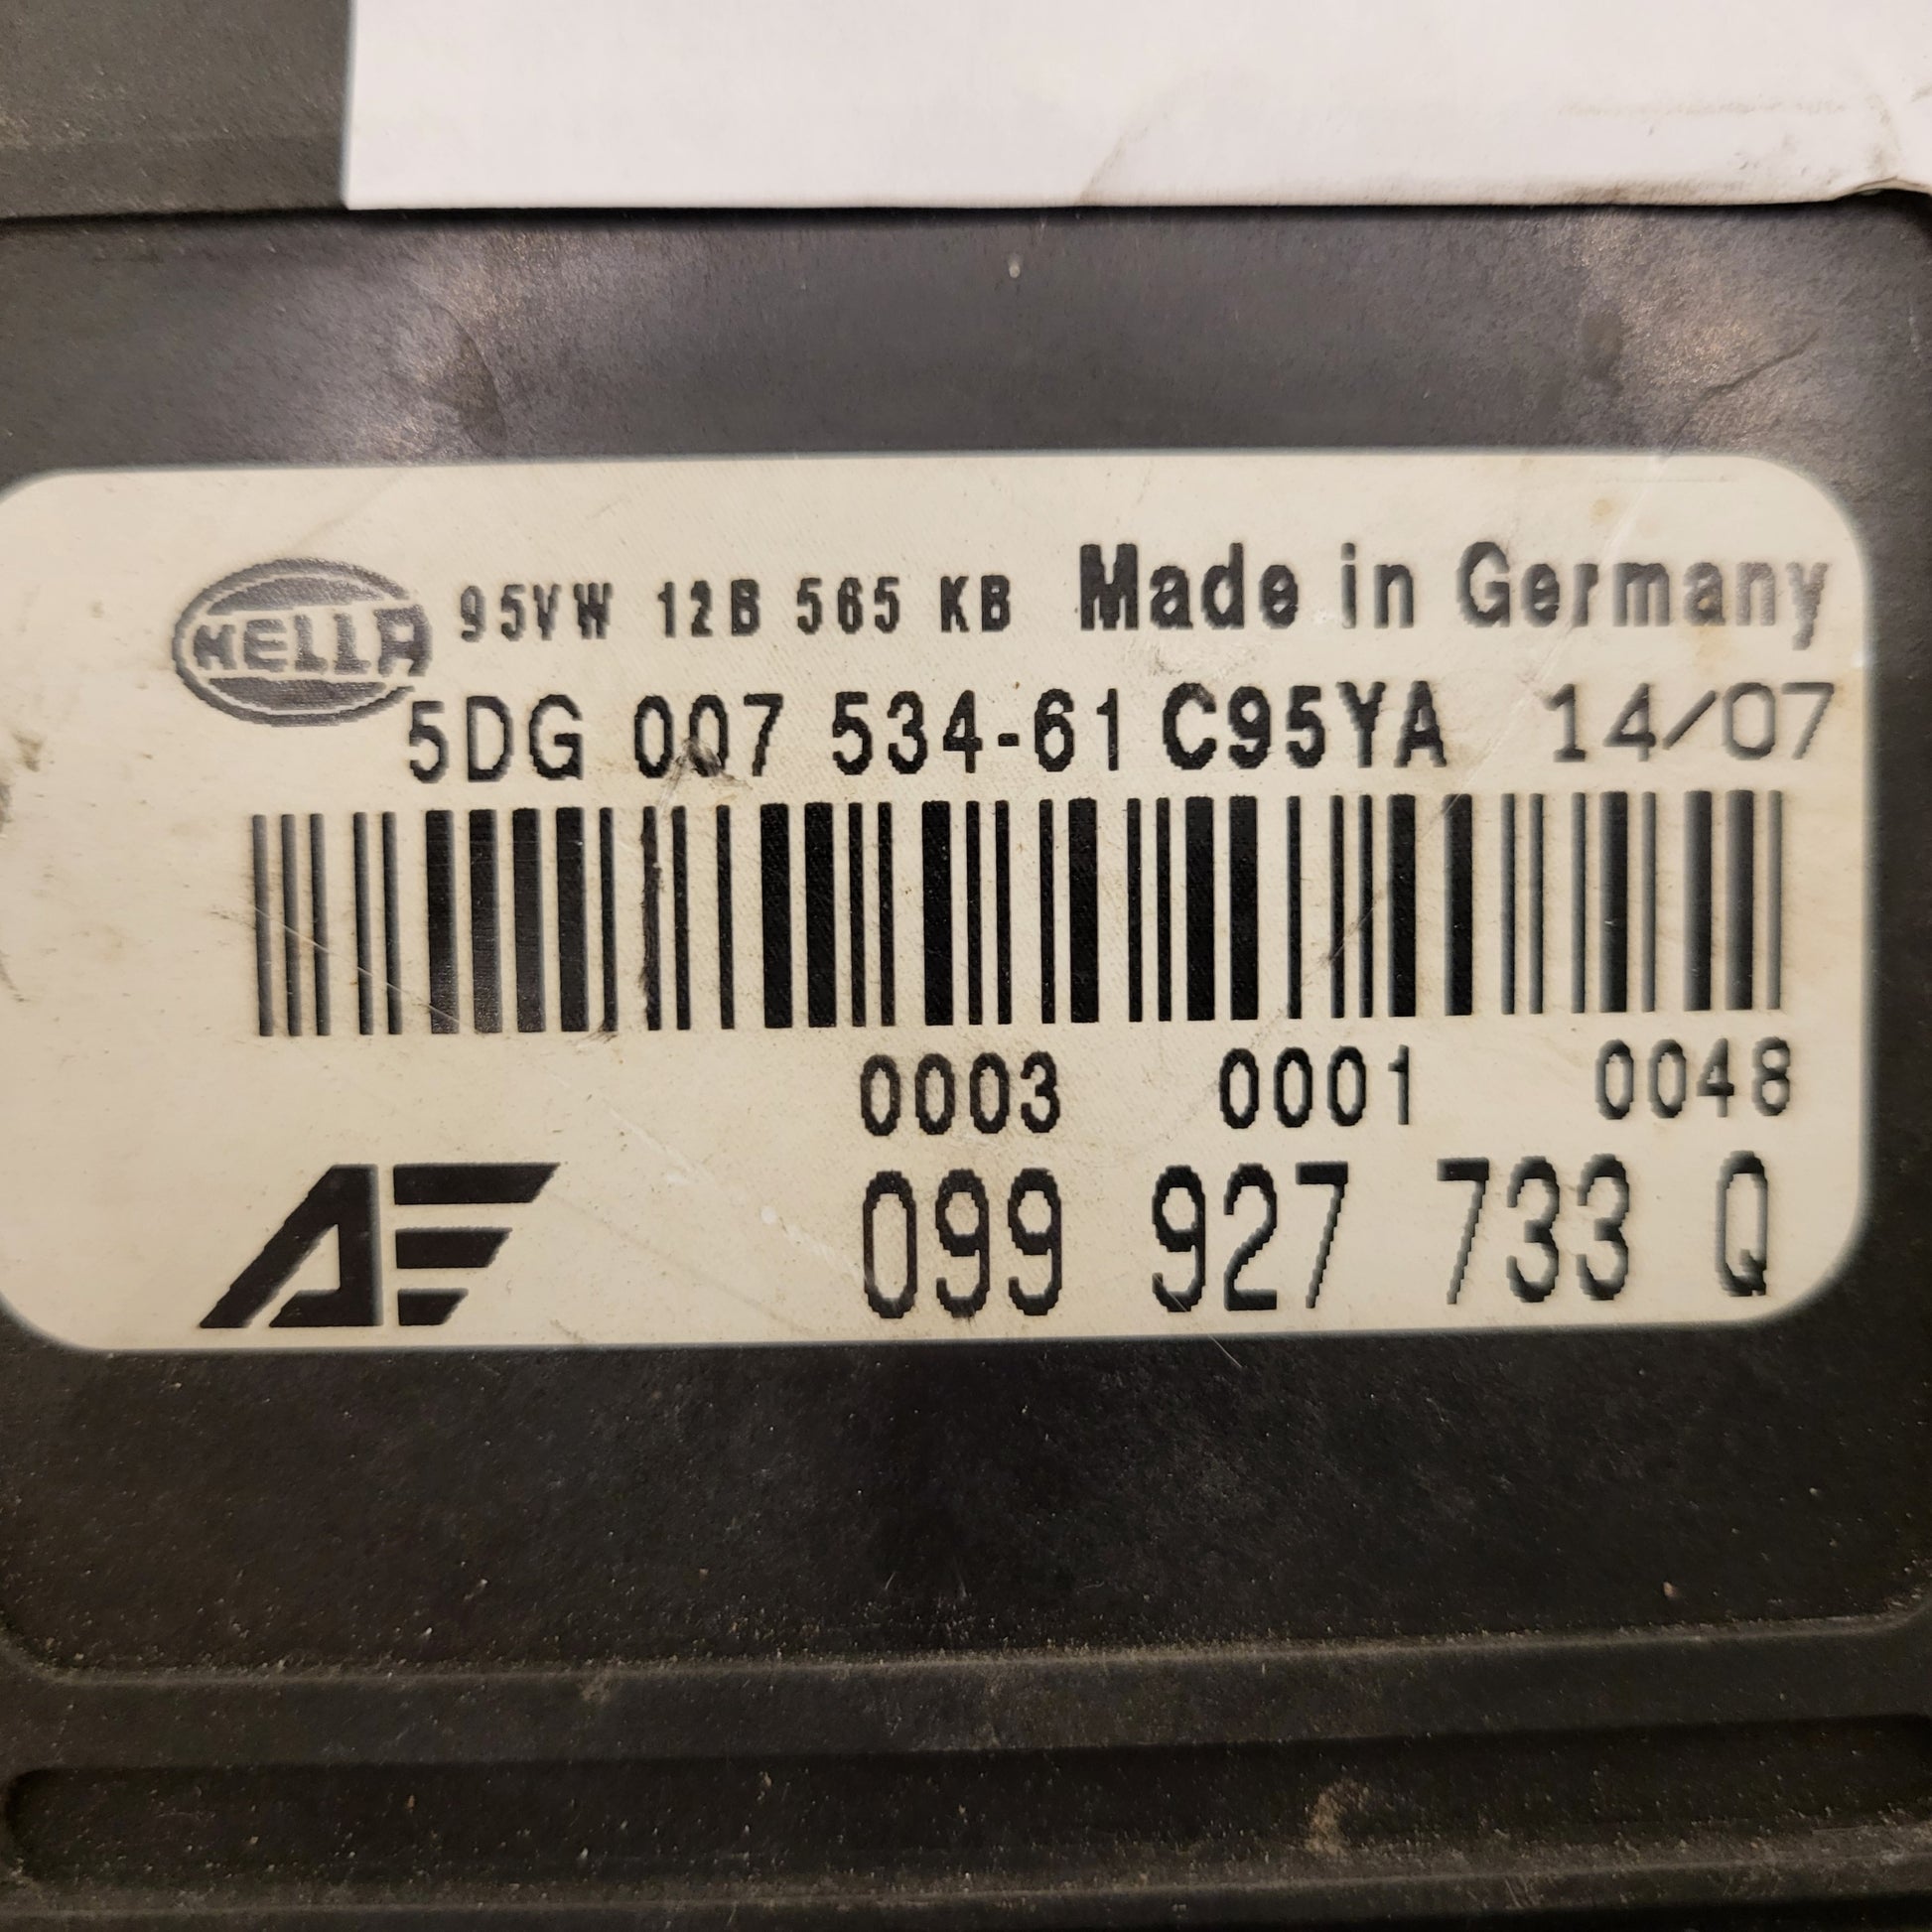 HELLA 95VW 12B 565 KB Made in Germany
5DG 007 534-61 C95YA 14/07
0003 0001 0048
AE 099 927 733 Q